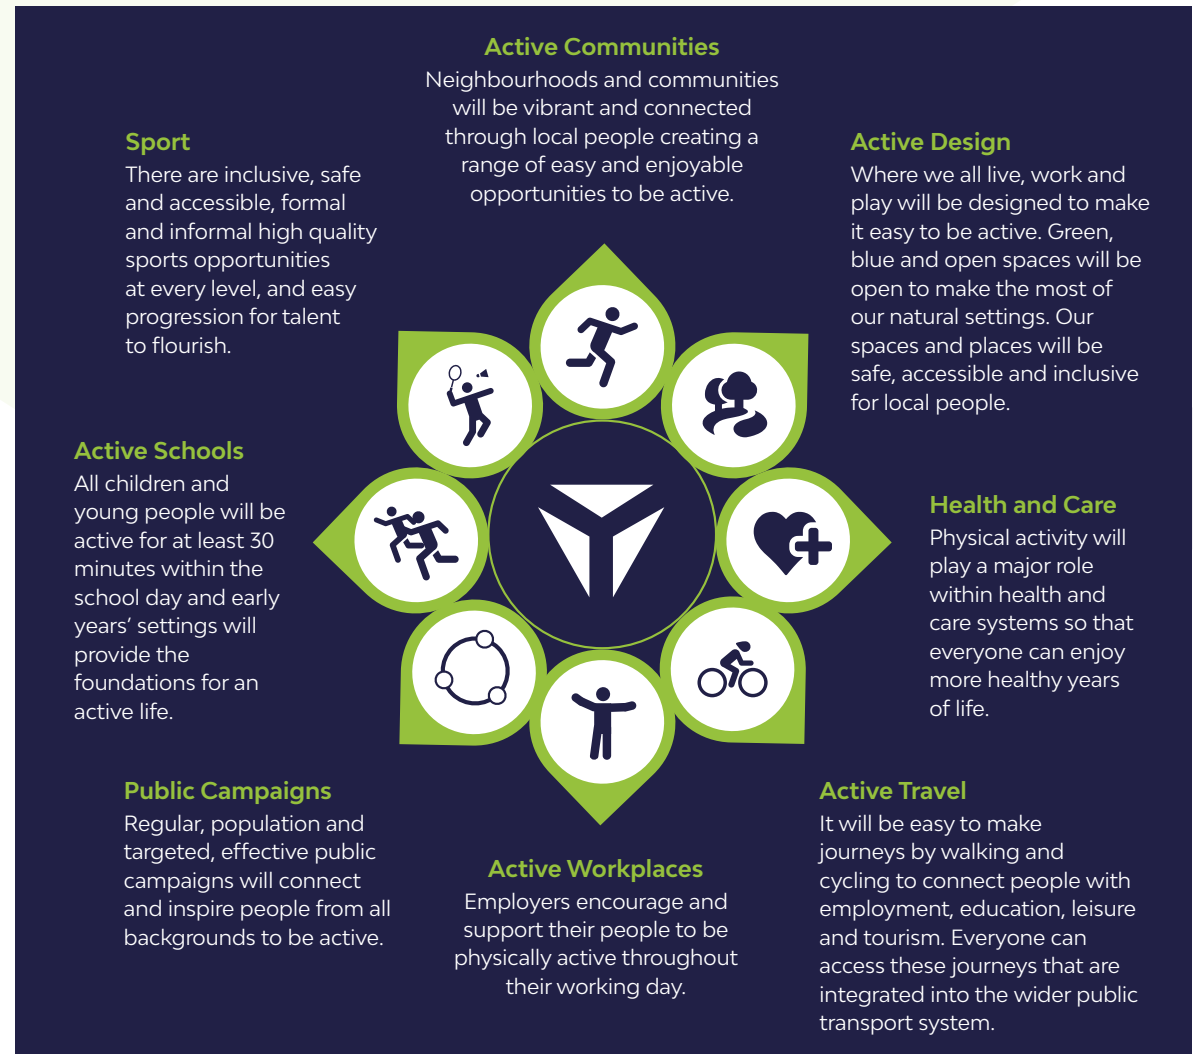 Active Communities
Neighbourhoods and communities
will be vibrant and connected
through local people creating a
range of easy and enjoyable
opportunities to be active.
Active Design
Where we all live, work and
play will be designed to make
it easy to be active. Green,
blue and open spaces will be
open to make the most of
our natural settings. Our
spaces and places will be
safe, accessible and inclusive
for local people.
Health and Care
Physical activity will
play a major role
within health and
care systems so that
everyone can enjoy
more healthy years
of life.
Active Travel
It will be easy to make
journeys by walking and
cycling to connect people with
employment, education, leisure
and tourism. Everyone can
access these journeys that are
integrated into the wider public
transport system.
Active Workplaces
Employers encourage and
support their people to be
physically active throughout
their working day.
Public Campaigns
Regular, population and
targeted, effective public
campaigns will connect
and inspire people from all
backgrounds to be active.
Active Schools
All children and
young people will be
active for at least 30
minutes within the
school day and early
years’ settings will
provide the
foundations for an
active life.
Sport
There are inclusive, safe
and accessible, formal
and informal high quality
sports opportunities
at every level, and easy
progression for talent
to flourish.